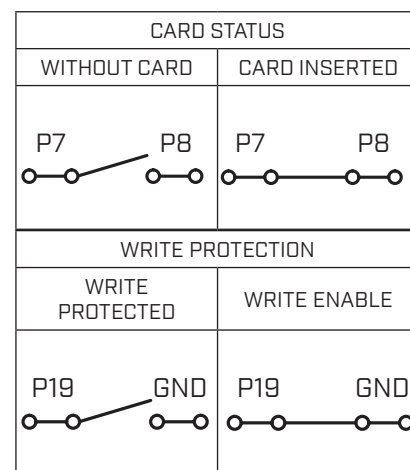 CARD STATUS
WITHOUT CARD CARD INSERTED
P7 P8 P7 P8
WRITE PROTECTION
WRITE
PROTECTED
WRITE ENABLE
P19 GND P19 GND